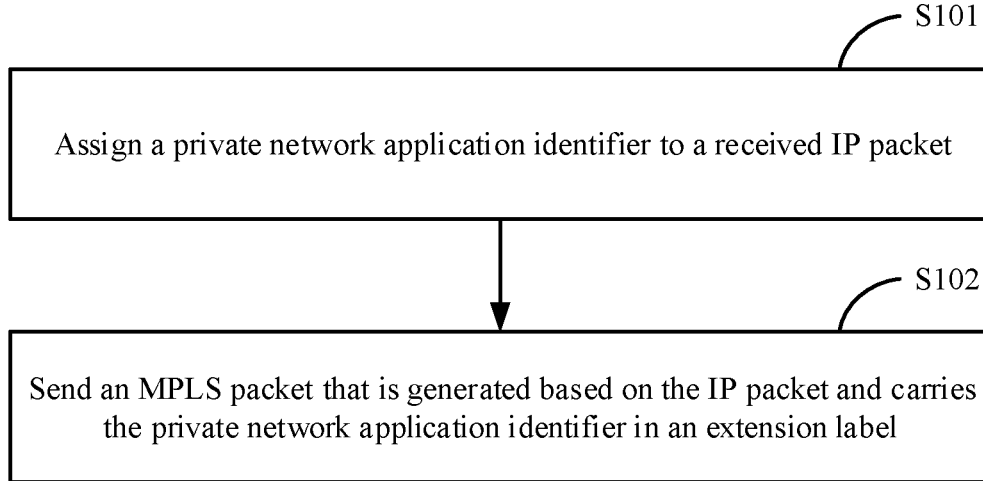 S101
Assign a private network application identifier to a received IP packet
S102
Send an MPLS packet that is generated based on the IP packet and carries
the private network application identifier in an extension label